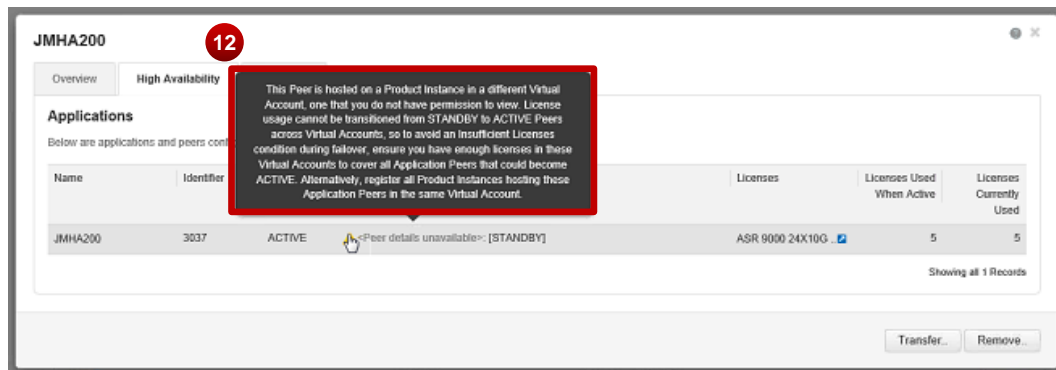 JMHA200
12
Overview
High Availability
This Peer is hosted on a Product Instance in a different Virtual
Account, one that you do not have permission to view. License
usage cannot be transitioned from STANDBY to ACTIVE Peers
across Virtual Accounts, so to avoid an Insufficient Licenses
condition during failover, ensure you have enough licenses in these
Virtual Accounts to cover all Application Peers that could become
ACTIVE. Alternatively, register all Product Instances hosting these
Application Peers in the same Virtual Account.
Applications
Below are applications and peers
Name
Identifier
Licenses
Licenses Used
When Active
Licenses
Currently
Used
JMHA200
3037
ACTIVE
<Peer details unavailable>: [STANDBY]
ASR 9000 24X10G ..
5
5
Showing all 1 Records
Transfer..
Remove..